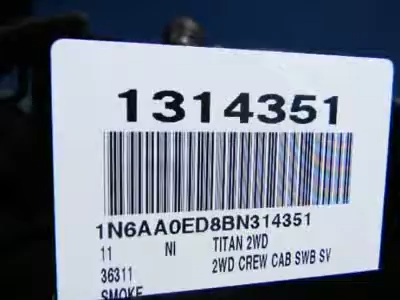 1314351
1N6AA0ED8BN314351
11 NI TITAN 2WD
36311 2WD CREW CAB SWB SV
SMOKE